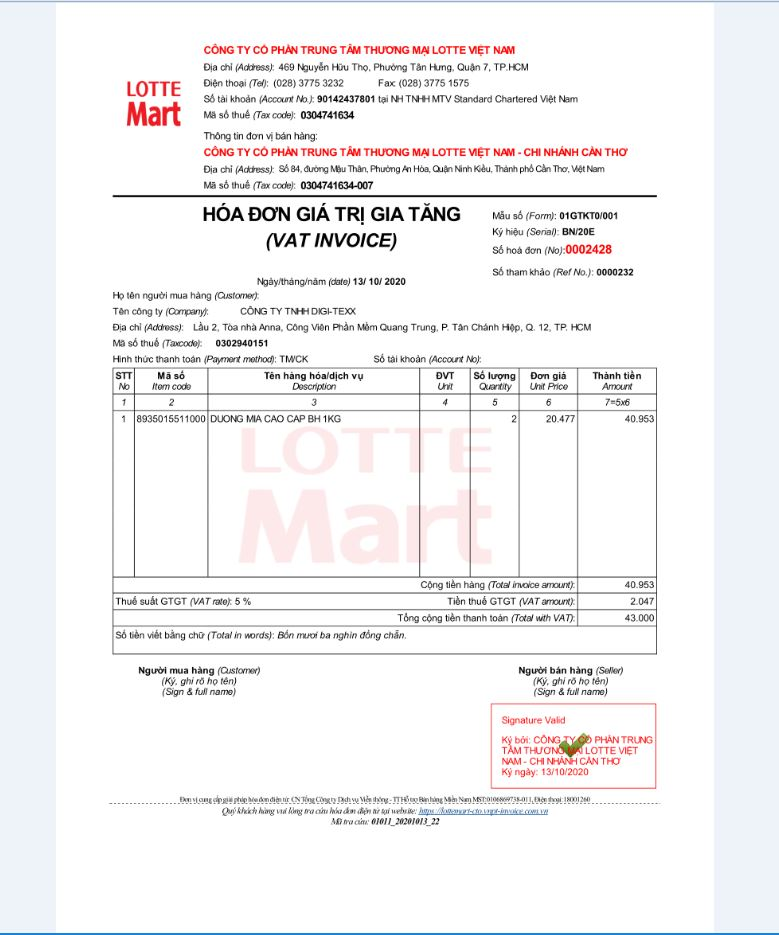 LOTTE
Mart
CÔNG TY CỔ PHẦN TRUNG TÂM THƯƠNG MẠI LOTTE VIỆT NAM
Địa chỉ (Address): 469 Nguyễn Hữu Thọ, Phường Tân Hưng, Quận 7, TP.HCM
Điện thoại (Tel): (028) 3775 3232 Fax: (028) 3775 1575
Số tài khoản (Account No.): 90142437801 tại NH TNHH MTV Standard Chartered Việt Nam
Mã số thuế (Tax code): 0304741634
Thông tin đơn vị bán hàng:
CÔNG TY CỔ PHẦN TRUNG TÂM THƯƠNG MẠI LOTTE VIỆT NAM - CHI NHÁNH CẦN THƠ
Địa chỉ (Address): Số 84, đường Mậu Thân, Phường An Hòa, Quận Ninh Kiều, Thành phố Cần Thơ, Việt Nam
Mã số thuế (Tax code): 0304741634-007
HÓA ĐƠN GIÁ TRỊ GIA TĂNG
(VAT INVOICE)
Mẫu số (Form): 01GTKT0/001
Ký hiệu (Serial): BN/20E
Số hoá đơn (No):0002428
Số tham khảo (Ref No.): 0000232
Ngày/tháng/năm (date) 13/ 10/ 2020
Họ tên người mua hàng (Customer):
Tên công ty (Company): CÔNG TY TNHH DIGI-TEXX
Địa chỉ (Address): Lầu 2, Tòa nhà Anna, Công Viên Phần Mềm Quang Trung, P. Tân Chánh Hiệp, Q. 12, TP. HCM
Mã số thuế (Taxcode): 0302940151
Hình thức thanh toán (Payment method): TM/CK Số tài khoản (Account No):
STT Mã số Tên hàng hóa/dịch vụ ĐVT Số lượng Đơn giá Thành tiền
No Item code Description Unit Quantity Unit Price Amount
1 2 3 4 5 6 7=5x6
1 8935015511000 DUONG MIA CAO CAP BH 1KG 2 20.477 40.953
LOTTE
Mart
Cộng tiền hàng (Total invoice amount): 40.953
Thuế suất GTGT (VAT rate): 5 % Tiền thuế GTGT (VAT amount): 2.047
Tổng cộng tiền thanh toán (Total with VAT): 43.000
Số tiền viết bằng chữ (Total in words): Bốn mươi ba nghìn đồng chẵn.
Người mua hàng (Customer)
(Ký, ghi rõ họ tên)
(Sign & full name)
Người bán hàng (Seller)
(Ký, ghi rõ họ tên)
(Sign & full name)
Signature Valid
Ký bởi: CÔNG TY CỔ PHẦN TRUNG
TÂM THƯƠNG MẠI LOTTE VIỆT
NAM - CHI NHÁNH CẦN THƠ
Ký ngày: 13/10/2020
Đơn vị cung cấp giải pháp hóa đơn điện tử: CN Tổng Công ty Dịch vụ Viễn thông - TT Hỗ trợ Bán hàng Miền Nam, MST:0106869738-011, Điện thoại: 18001260
Quý khách hàng vui lòng tra cứu hóa đơn điện tử tại website: https://lottemart-cto.vnpt-invoice.com.vn
Mã tra cứu: 01011_20201013_22